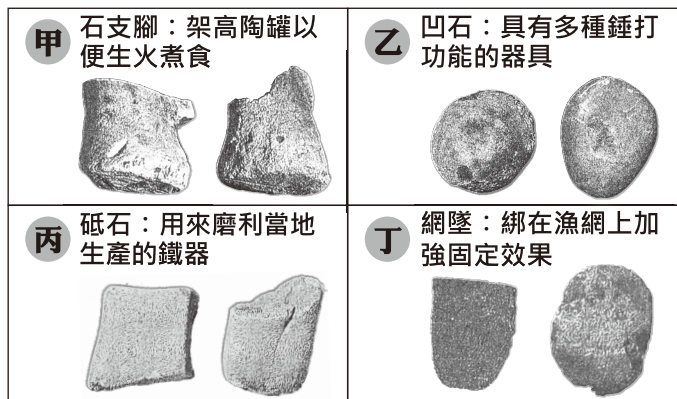 甲 石支腳：架高陶罐以
便生火煮食
乙 凹石：具有多種錘打
功能的器具
丙 砥石：用來磨利當地
生產的鐵器
丁 網墜：綁在漁網上加
強固定效果